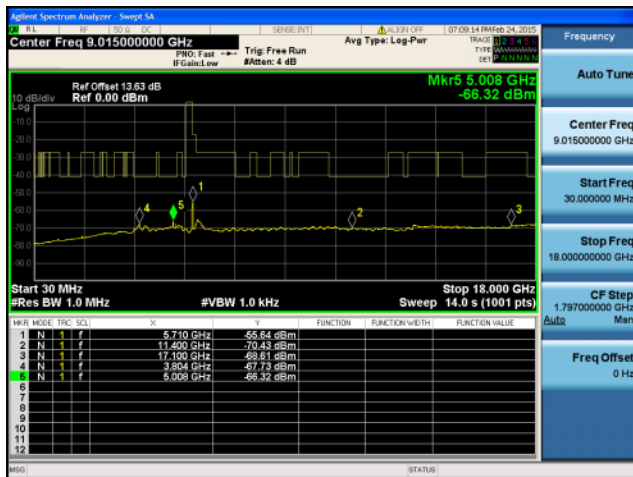 Agilent Spectrum Analyzer - Swept SA
RL RF 50 Ω DC SENSE:INT ALIGN OFF 07:09:14 PM Feb 24, 2015
Center Freq 9.015000000 GHz
PNO: Fast
IFGain:Low
Trig: Free Run
#Atten: 4 dB
Avg Type: Log-Pwr
TRACE 1 2 3 4 5 6
TYPE
DET P N N N N N
Frequency
Auto Tune
Center Freq
9.015000000 GHz
Start Freq
30.000000 MHz
Stop Freq
18.000000000 GHz
CF Step
1.797000000 GHz
Auto Man
Freq Offset
0 Hz
Mkr5 5.008 GHz
-66.32 dBm
Ref Offset 13.63 dB
10 dB/div Ref 0.00 dBm
Log
-10.0
-20.0
-30.0
-40.0
-50.0
-60.0
-70.0
-80.0
-90.0
4
5
1
2
3
Start 30 MHz Stop 18.000 GHz
#Res BW 1.0 MHz #VBW 1.0 kHz Sweep 14.0 s (1001 pts)
MKR MODE TRC SCL X Y FUNCTION FUNCTION WIDTH FUNCTION VALUE
1 N 1 f 5.710 GHz -55.64 dBm
2 N 1 f 11.400 GHz -70.43 dBm
3 N 1 f 17.100 GHz -68.61 dBm
4 N 1 f 3.804 GHz -67.73 dBm
5 N 1 f 5.008 GHz -66.32 dBm
6
7
8
9
10
11
12
MSG STATUS